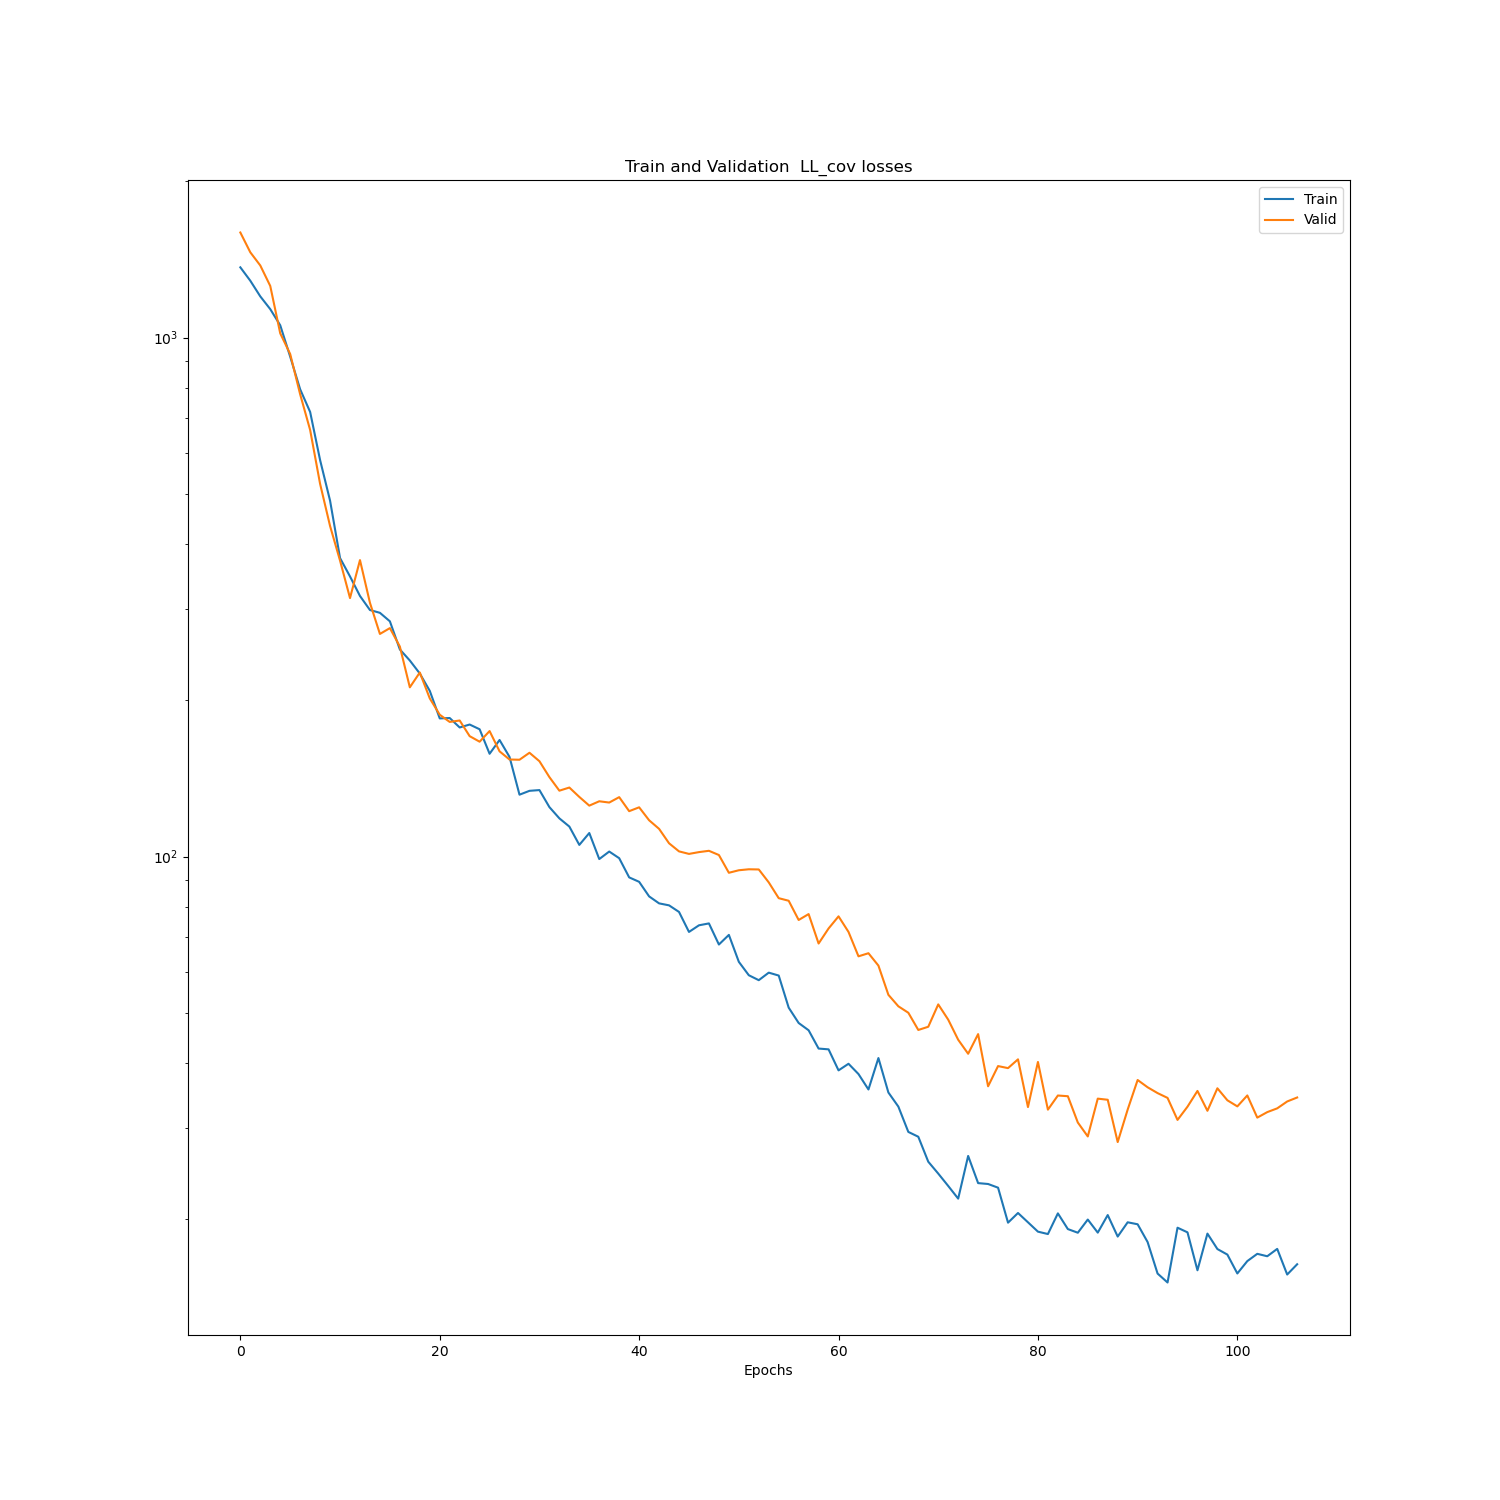 Train and Validation  LL_cov losses
Train
Valid
10³
10²
0 20 40 60 80 100
Epochs